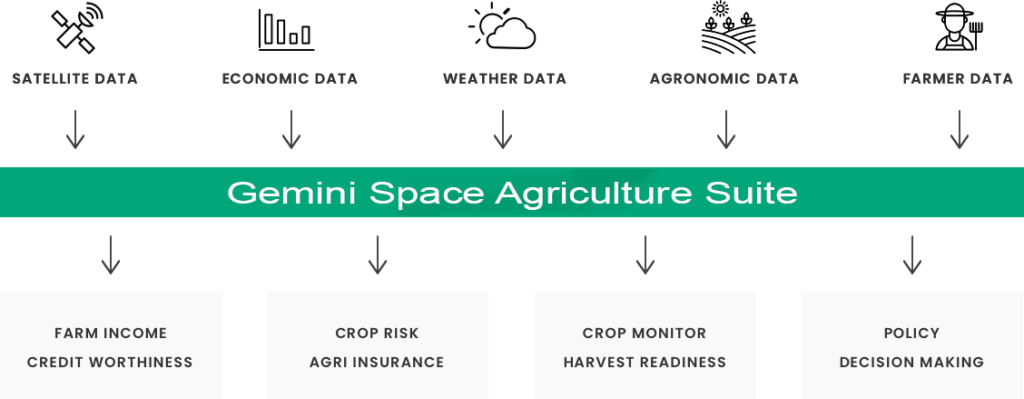 SATELLITE DATA
ECONOMIC DATA
WEATHER DATA
AGRONOMIC DATA
FARMER DATA
Gemini Space Agriculture Suite
FARM INCOME
CREDIT WORTHINESS
CROP RISK
AGRI INSURANCE
CROP MONITOR
HARVEST READINESS
POLICY
DECISION MAKING